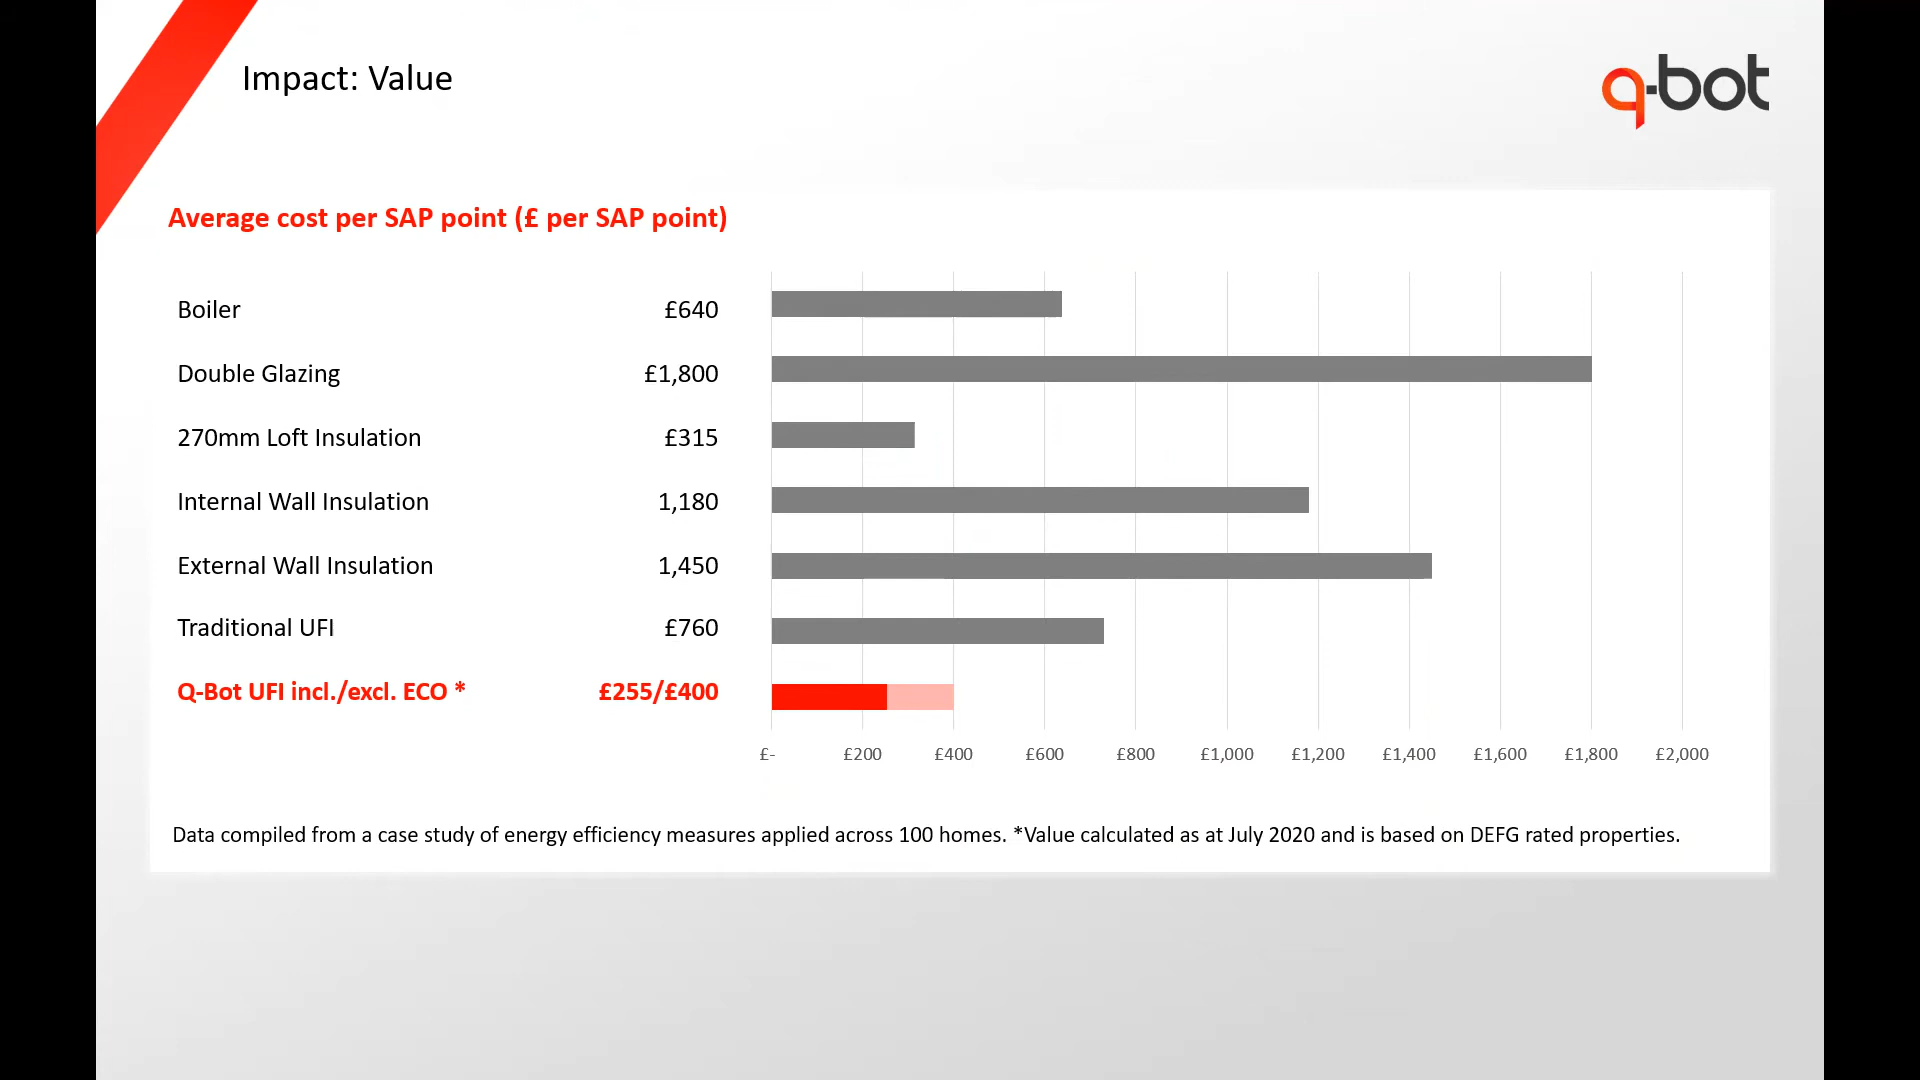 Impact: Value
q-bot
Average cost per SAP point (£ per SAP point)
Boiler £640
Double Glazing £1,800
270mm Loft Insulation £315
Internal Wall Insulation 1,180
External Wall Insulation 1,450
Traditional UFI £760
Q-Bot UFI incl./excl. ECO * £255/£400
£- £200 £400 £600 £800 £1,000 £1,200 £1,400 £1,600 £1,800 £2,000
Data compiled from a case study of energy efficiency measures applied across 100 homes. *Value calculated as at July 2020 and is based on DEFG rated properties.